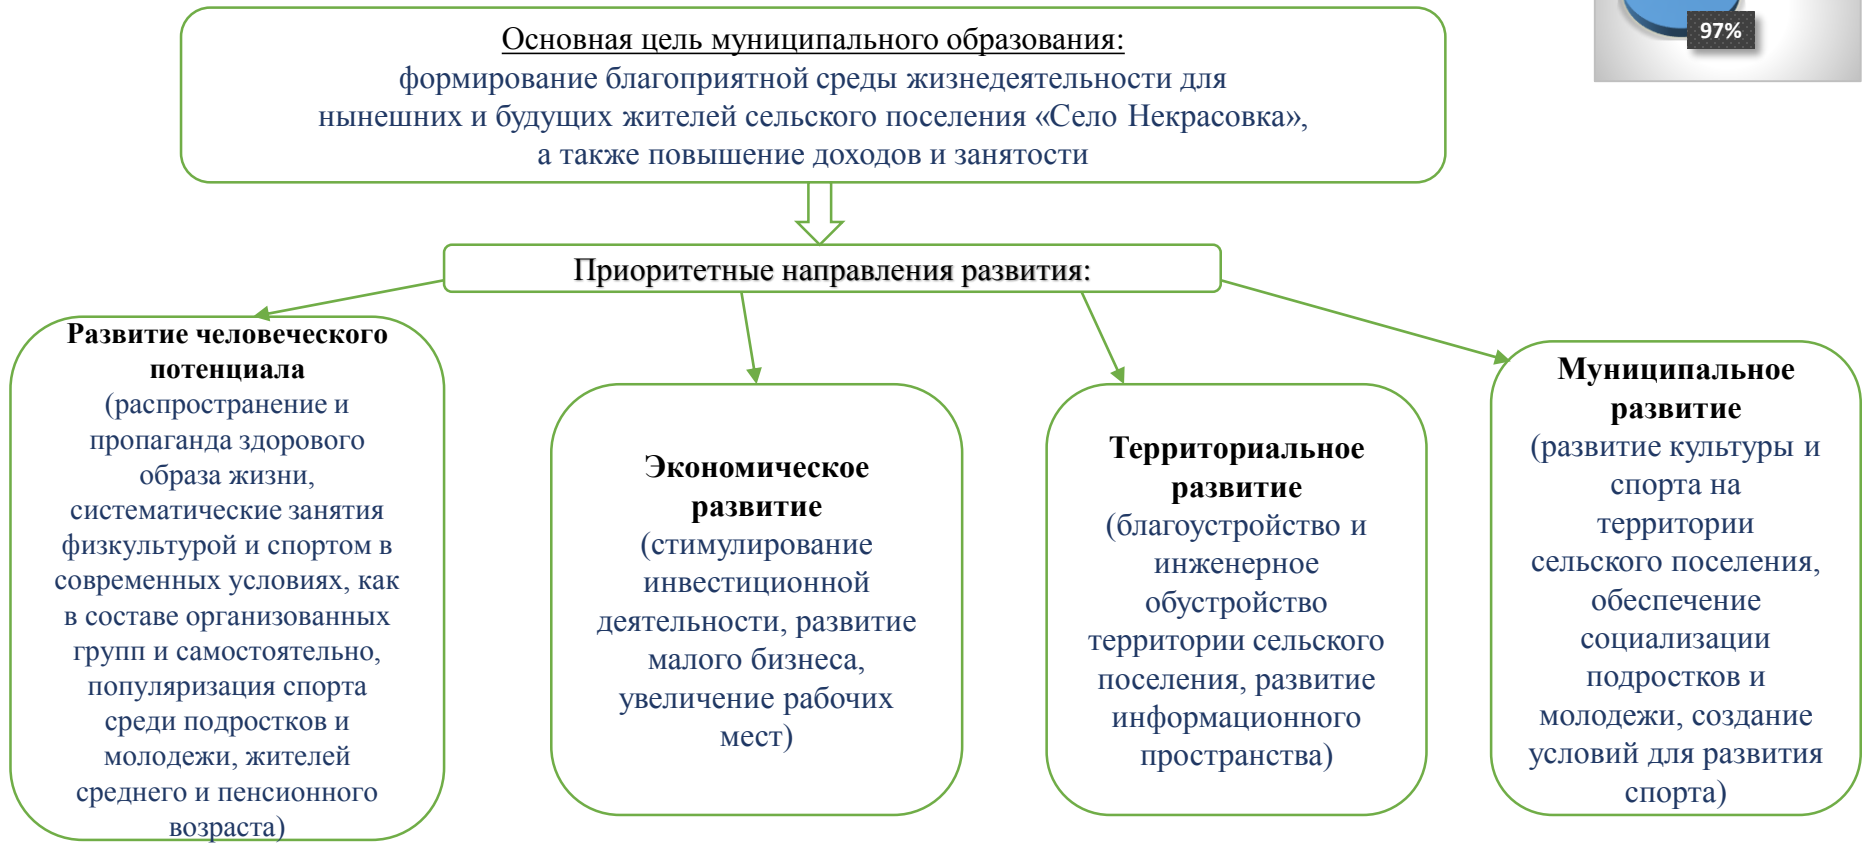 97%
Основная цель муниципального образования:
формирование благоприятной среды жизнедеятельности для
нынешних и будущих жителей сельского поселения «Село Некрасовка»,
а также повышение доходов и занятости
Приоритетные направления развития:
Развитие человеческого
потенциала
(распространение и
пропаганда здорового
образа жизни,
систематические занятия
физкультурой и спортом в
современных условиях, как
в составе организованных
групп и самостоятельно,
популяризация спорта
среди подростков и
молодежи, жителей
среднего и пенсионного
возраста)
Экономическое
развитие
(стимулирование
инвестиционной
деятельности, развитие
малого бизнеса,
увеличение рабочих
мест)
Территориальное
развитие
(благоустройство и
инженерное
обустройство
территории сельского
поселения, развитие
информационного
пространства)
Муниципальное
развитие
(развитие культуры и
спорта на
территории
сельского поселения,
обеспечение
социализации
подростков и
молодежи, создание
условий для развития
спорта)